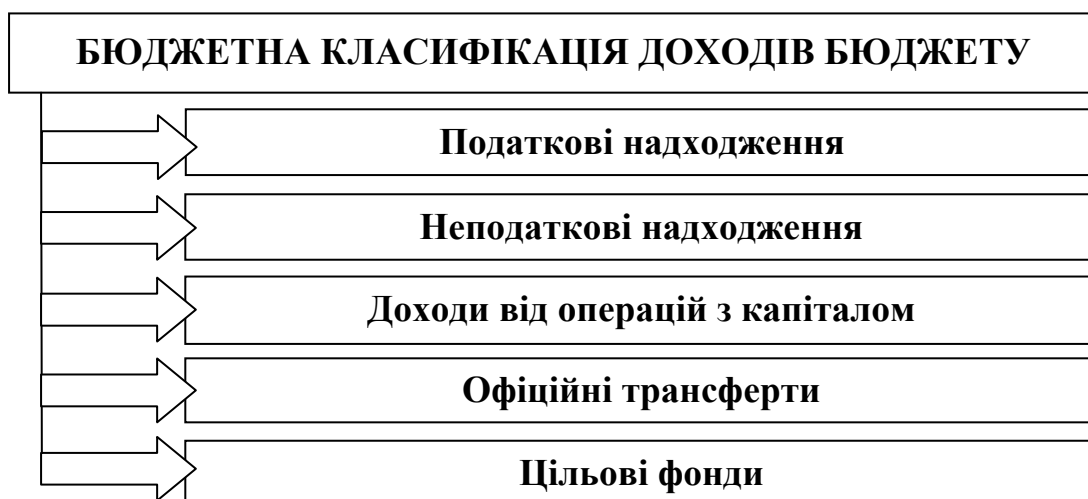 БЮДЖЕТНА КЛАСИФІКАЦІЯ ДОХОДІВ БЮДЖЕТУ
Податкові надходження
Неподаткові надходження
Доходи від операцій з капіталом
Офіційні трансферти
Цільові фонди